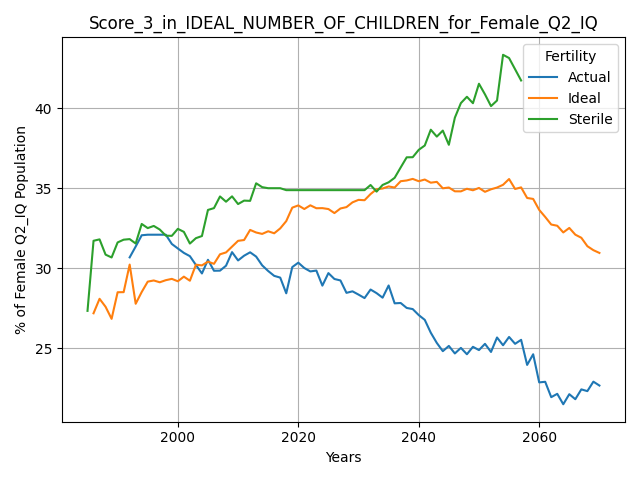 Score_3_in_IDEAL_NUMBER_OF_CHILDREN_for_Female_Q2_IQ
Fertility
Actual
Ideal
Sterile
% of Female Q2_IQ Population
40
35
30
25
2000
2020
2040
2060
Years